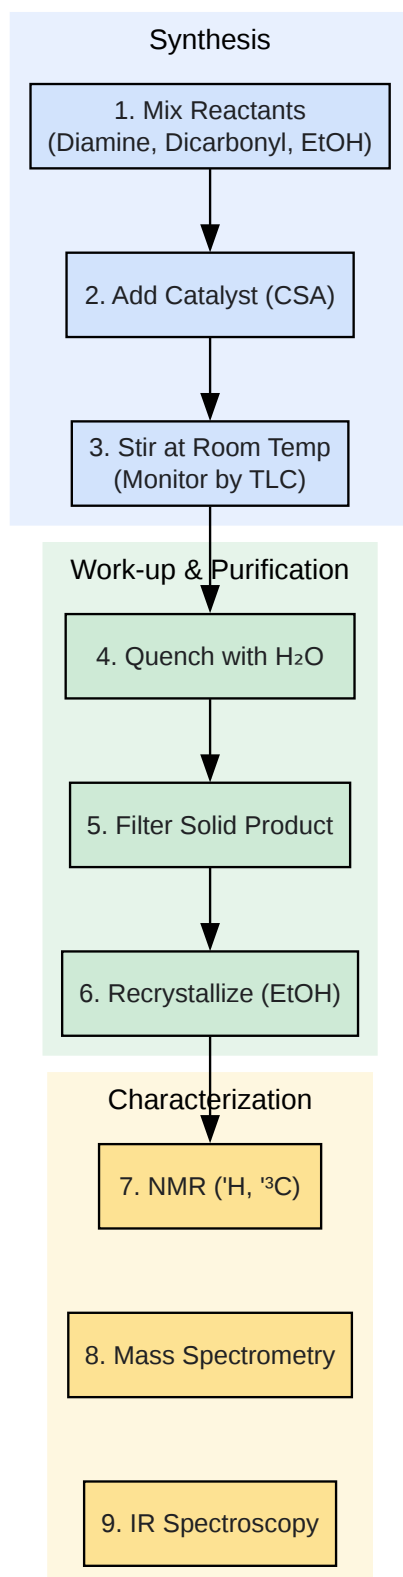 Synthesis
1. Mix Reactants
(Diamine, Dicarbonyl, EtOH)
2. Add Catalyst (CSA)
3. Stir at Room Temp
(Monitor by TLC)
Work-up & Purification
4. Quench with H₂O
5. Filter Solid Product
6. Recrystallize (EtOH)
Characterization
7. NMR ('H, '³C)
8. Mass Spectrometry
9. IR Spectroscopy